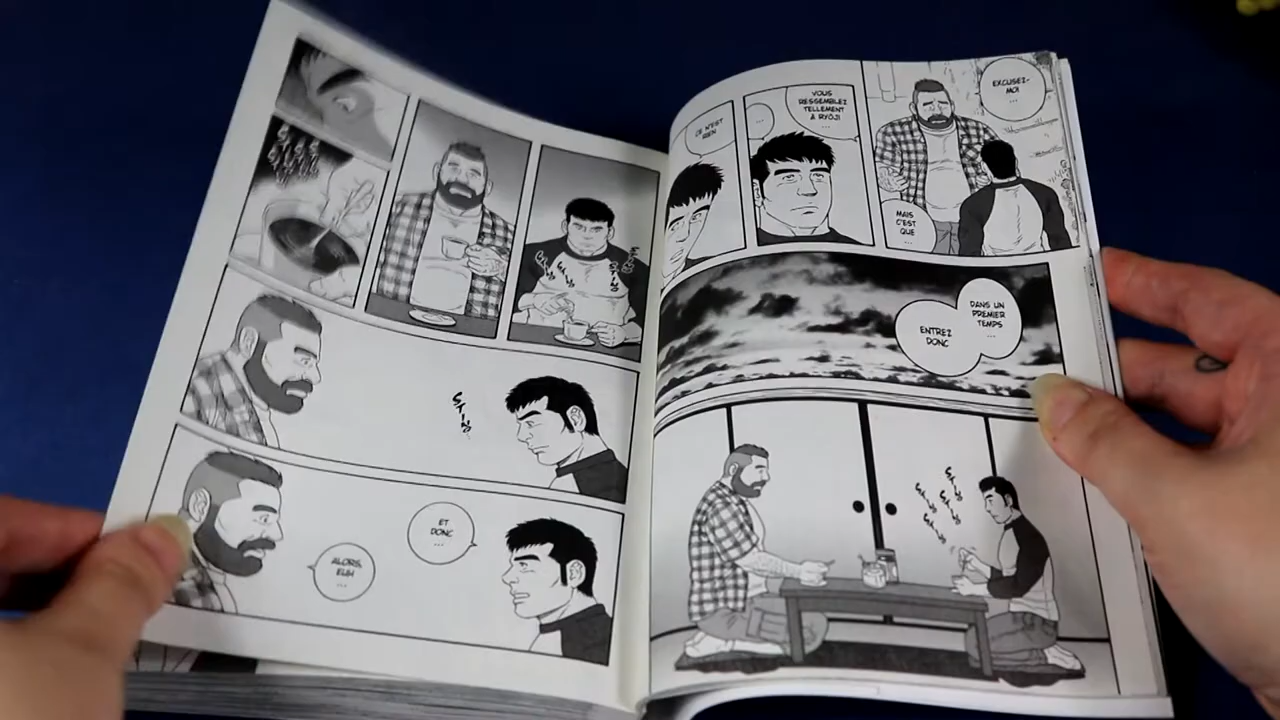 EXCUSEZ-
MOI
...
MAIS
C'EST
QUE
...
VOUS
RESSEMBLEZ
TELLEMENT
À RYÔJI
...
...
CE N'EST
RIEN
DANS UN
PREMIER
TEMPS
...
ENTREZ
DONC
ET
DONC
...
ALORS,
EUH
...